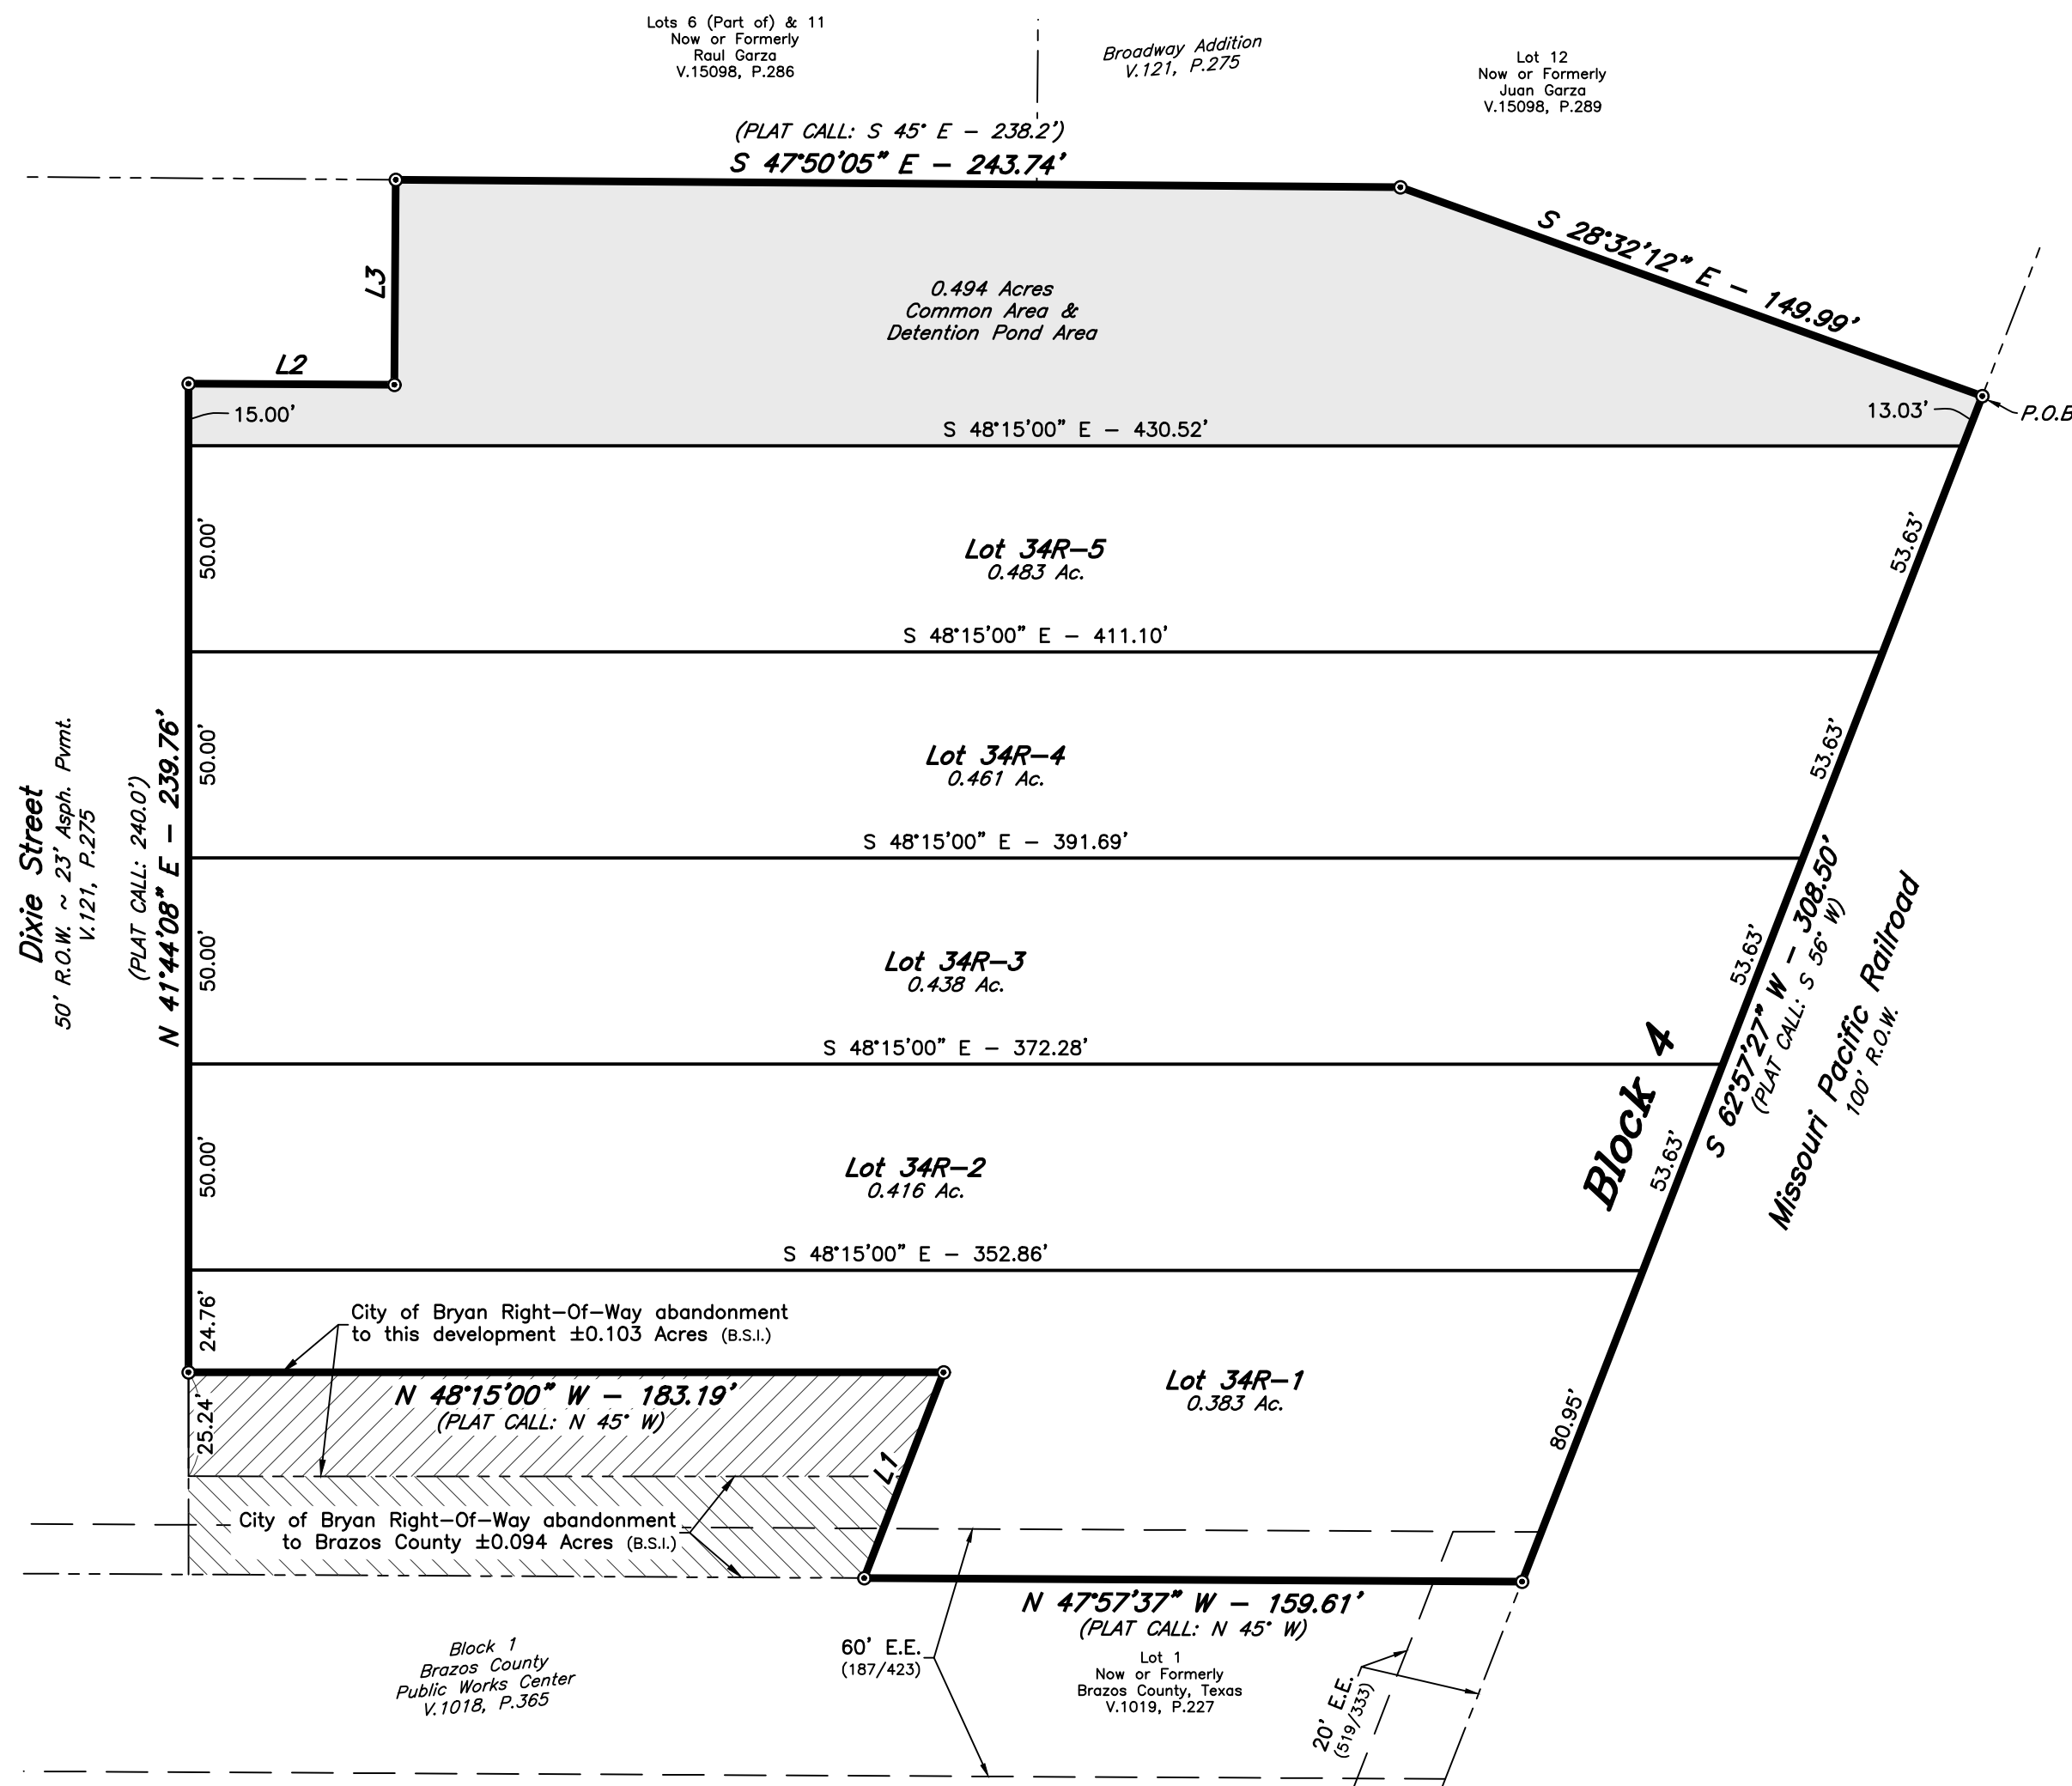 Lots 6 (Part of) & 11
Now or Formerly
Raul Garza
V.15098, P.286
Broadway Addition
V.121, P.275
Lot 12
Now or Formerly
Juan Garza
V.15098, P.289
(PLAT CALL: S 45° E - 238.2')
S 47°50'05" E - 243.74'
S 28°32'12" E - 149.99'
L3
L2
0.494 Acres
Common Area &
Detention Pond Area
15.00'
13.03'
P.O.B
S 48°15'00" E - 430.52'
50.00'
Lot 34R-5
0.483 Ac.
53.63'
S 48°15'00" E - 411.10'
50.00'
Lot 34R-4
0.461 Ac.
53.63'
S 48°15'00" E - 391.69'
Dixie Street
50' R.O.W. ~ 23' Asph. Pvmt.
V.121, P.275
(PLAT CALL: 240.0')
N 41°44'08" E - 239.76'
50.00'
Lot 34R-3
0.438 Ac.
53.63'
S 62°57'27" W - 308.50'
(PLAT CALL: S 56° W)
Missouri Pacific Railroad
100' R.O.W.
S 48°15'00" E - 372.28'
Block 4
50.00'
Lot 34R-2
0.416 Ac.
53.63'
S 48°15'00" E - 352.86'
24.76'
City of Bryan Right-Of-Way abandonment
to this development ±0.103 Acres (B.S.I.)
N 48°15'00" W - 183.19'
(PLAT CALL: N 45° W)
25.24'
Lot 34R-1
0.383 Ac.
80.95'
L1
City of Bryan Right-Of-Way abandonment
to Brazos County ±0.094 Acres (B.S.I.)
N 47°57'37" W - 159.61'
(PLAT CALL: N 45° W)
Block 1
Brazos County
Public Works Center
V.1018, P.365
60' E.E.
(187/423)
Lot 1
Now or Formerly
Brazos County, Texas
V.1019, P.227
20' E.E.
(519/333)